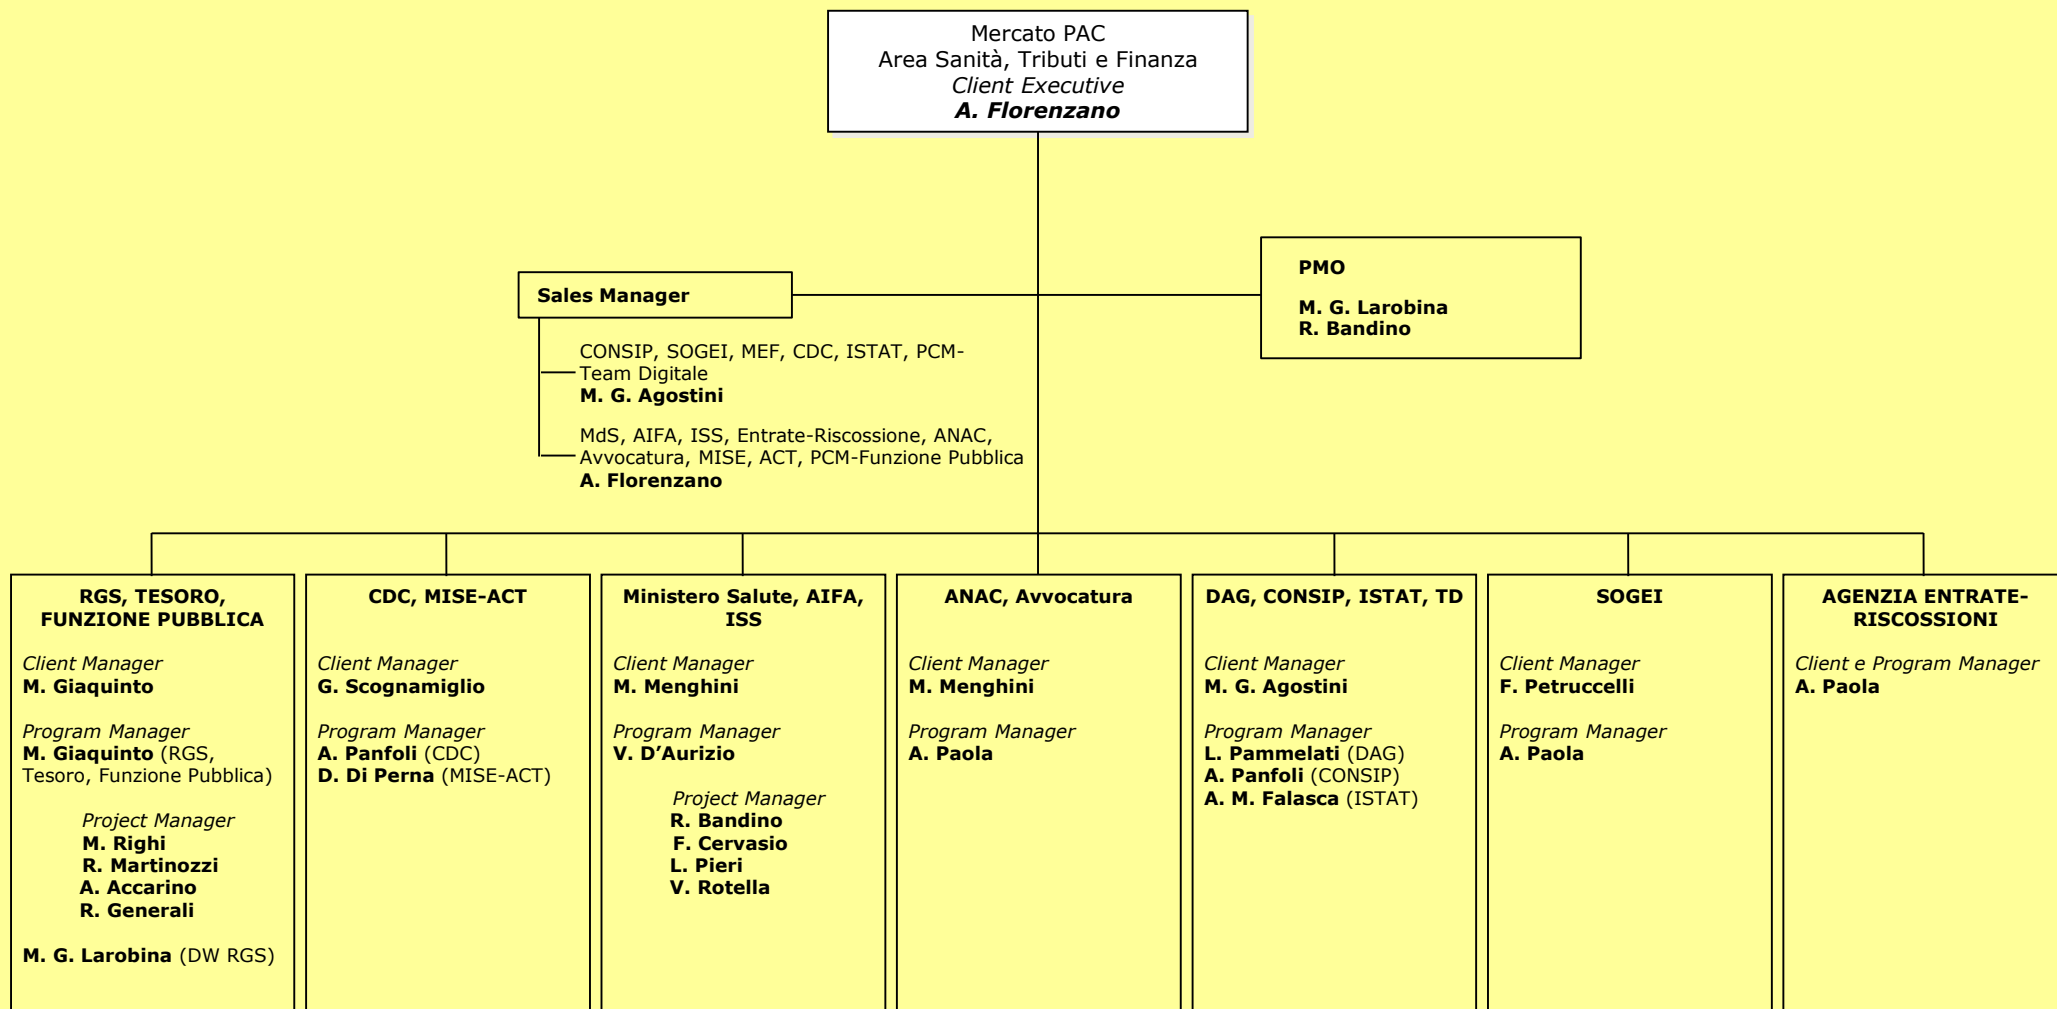 Mercato PAC
Area Sanità, Tributi e Finanza
Client Executive
A. Florenzano
PMO
M. G. Larobina
R. Bandino
Sales Manager
CONSIP, SOGEI, MEF, CDC, ISTAT, PCM-
Team Digitale
M. G. Agostini
MdS, AIFA, ISS, Entrate-Riscossione, ANAC,
Avvocatura, MISE, ACT, PCM-Funzione Pubblica
A. Florenzano
RGS, TESORO,
FUNZIONE PUBBLICA
Client Manager
M. Giaquinto
Program Manager
M. Giaquinto (RGS,
Tesoro, Funzione Pubblica)
Project Manager
M. Righi
R. Martinozzi
A. Accarino
R. Generali
M. G. Larobina (DW RGS)
CDC, MISE-ACT
Client Manager
G. Scognamiglio
Program Manager
A. Panfoli (CDC)
D. Di Perna (MISE-ACT)
Ministero Salute, AIFA,
ISS
Client Manager
M. Menghini
Program Manager
V. D’Aurizio
Project Manager
R. Bandino
F. Cervasio
L. Pieri
V. Rotella
ANAC, Avvocatura
Client Manager
M. Menghini
Program Manager
A. Paola
DAG, CONSIP, ISTAT, TD
Client Manager
M. G. Agostini
Program Manager
L. Pammelati (DAG)
A. Panfoli (CONSIP)
A. M. Falasca (ISTAT)
SOGEI
Client Manager
F. Petruccelli
Program Manager
A. Paola
AGENZIA ENTRATE-
RISCOSSIONI
Client e Program Manager
A. Paola